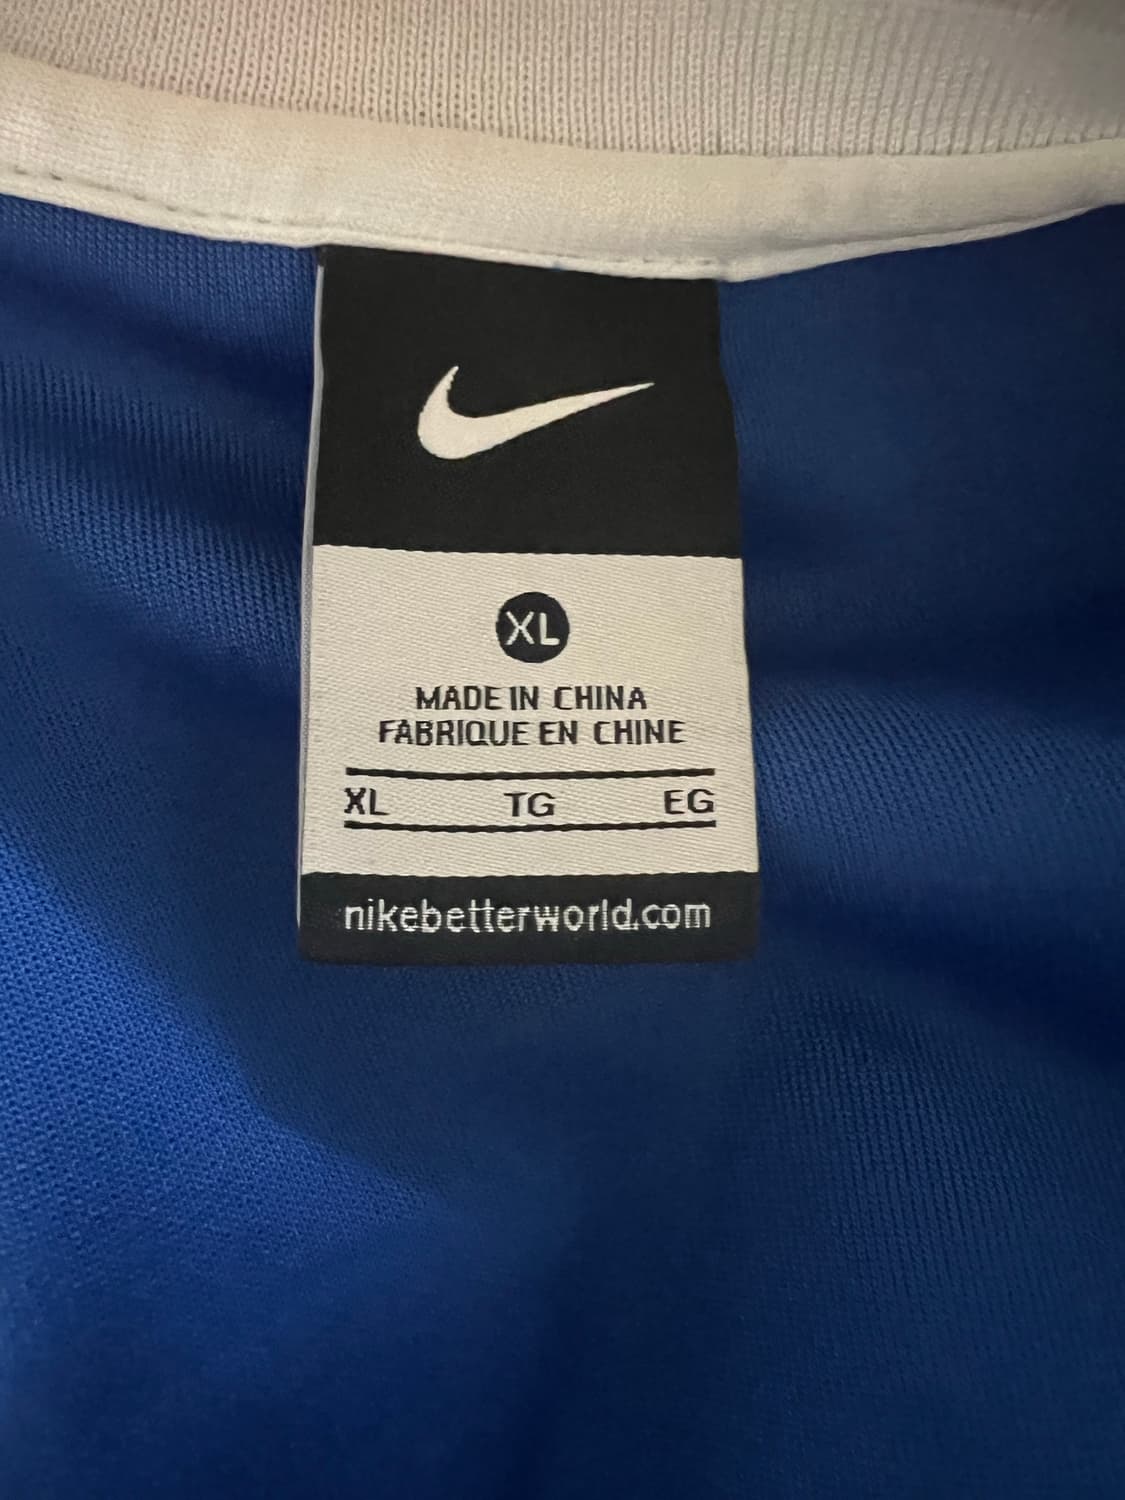 XL
MADE IN CHINA
FABRIQUE EN CHINE
XL TG EG
nikebetterworld.com